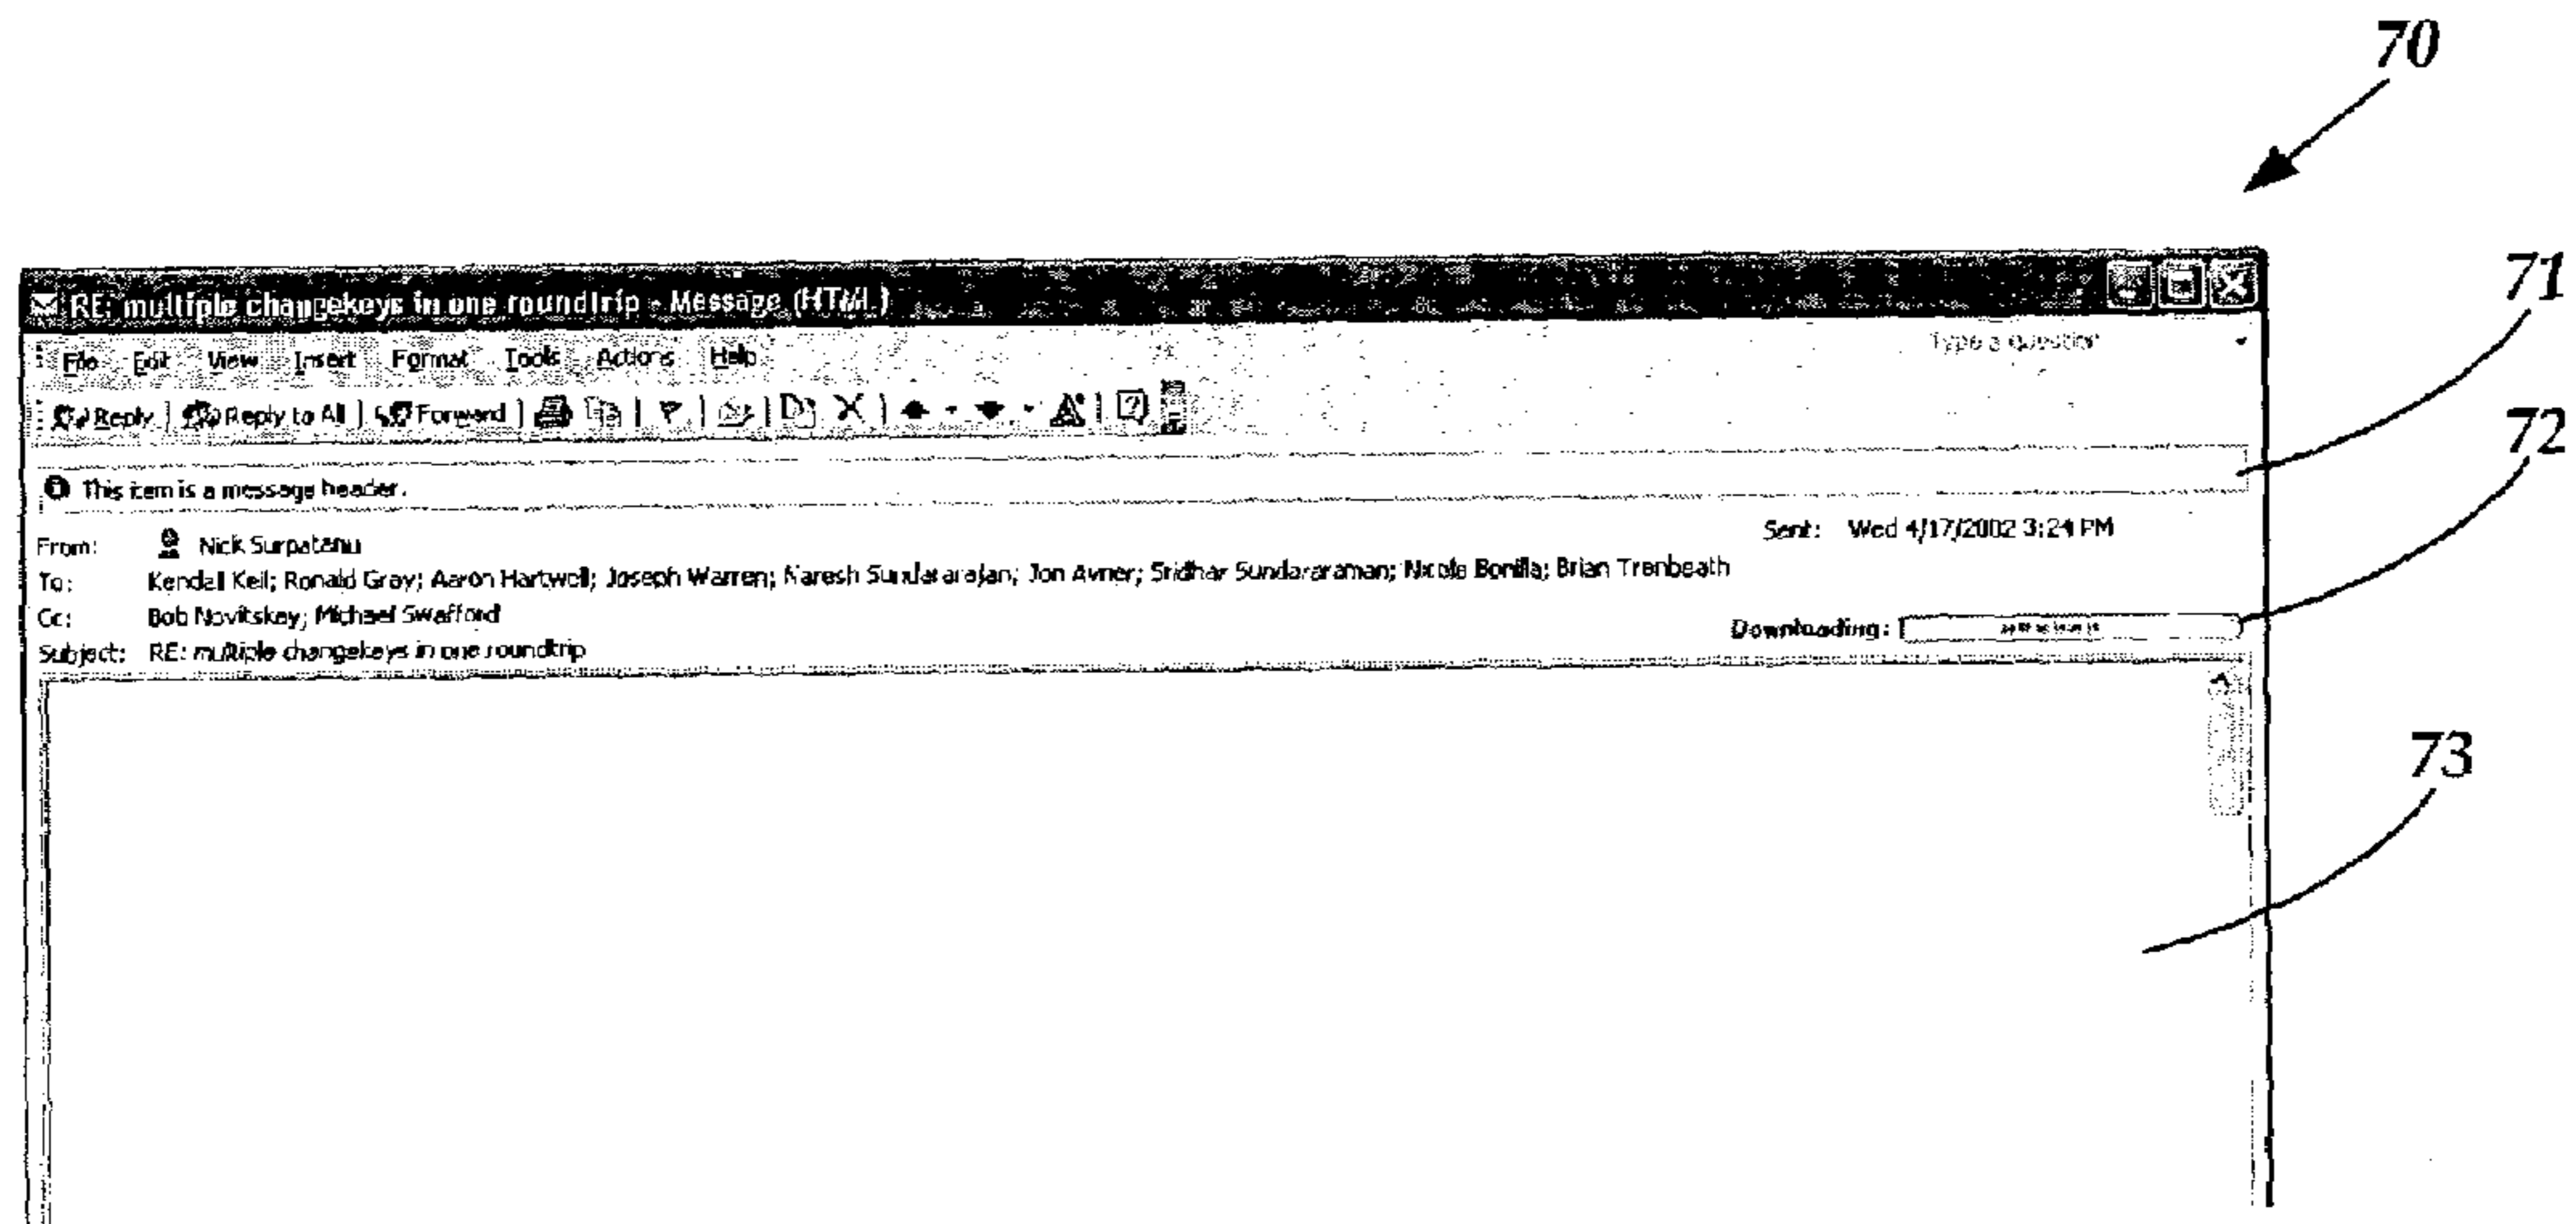 70
71
RE: multiple changekeys in one roundtrip - Message (HTML)
File Edit View Insert Format Tools Actions Help
Type a question
Reply Reply to All Forward
72
This item is a message header.
Sent: Wed 4/17/2002 3:24 PM
From: Nick Surpatanu
To: Kendall Keil; Ronald Gray; Aaron Hartwell; Joseph Warren; Naresh Sundararajan; Jon Avner; Sridhar Sundararaman; Nicole Bonilla; Brian Trenbeath
Cc: Bob Novitskey; Michael Swafford
Downloading:
Subject: RE: multiple changekeys in one roundtrip
73